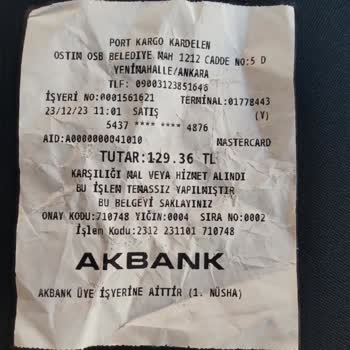 PORT KARGO KARDELEN
OSTIM OSB BELEDIYE MAH 1212 CADDE NO:5 D
YENİMAHALLE/ANKARA
TLF: 09003123851646
İŞYERİ NO:0001561621 TERMİNAL:01778443
23/12/23 11:01 SATIŞ (Y)
5437 **** **** 4876
AID:A0000000041010 MASTERCARD
TUTAR:129.36 TL
KARŞILIĞI MAL VEYA HİZMET ALINDI
BU İŞLEM TEMASSIZ YAPILMIŞTIR
BU BELGEYİ SAKLAYINIZ
ONAY KODU:710748 YIĞIN:0004 SIRA NO:0002
İşlem Kodu:2312 231101 710748
AKBANK
AKBANK ÜYE İŞYERİNE AİTTİR (1. NÜSHA)